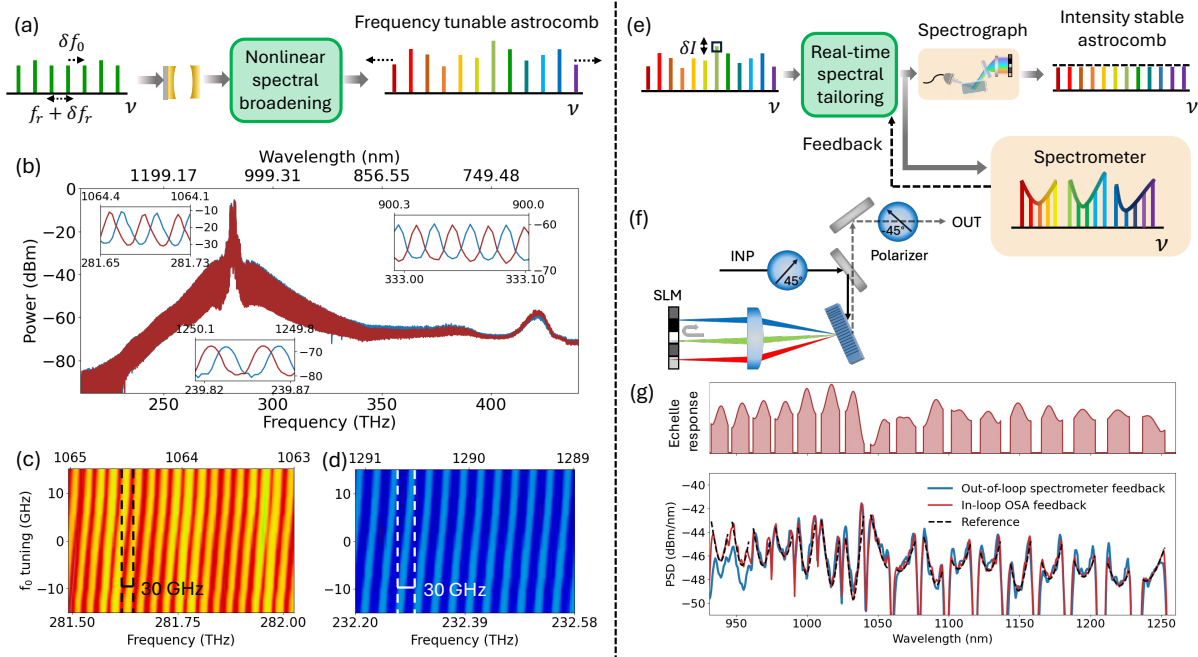 (a)
δf₀
f_r + δf_r
ν
Nonlinear
spectral
broadening
Frequency tunable astrocomb
ν
(b)
Wavelength (nm)
1199.17 999.31 856.55 749.48
Power (dBm)
0
−20
−40
−60
−80
1064.4 1064.1
−10
−20
−30
281.65 281.73
900.3 900.0
−60
−70
333.00 333.10
1250.1 1249.8
−70
−80
239.82 239.87
250 300 350 400
Frequency (THz)
(c)
1065 1064 1063
f₀ tuning (GHz)
10
0
−10
30 GHz
281.50 281.75 282.00
Frequency (THz)
(d)
1291 1290 1289
10
0
−10
30 GHz
232.20 232.39 232.58
Frequency (THz)
(e)
δI
ν
Real-time
spectral
tailoring
Spectrograph
Intensity stable
astrocomb
ν
Feedback
Spectrometer
ν
(f)
INP
45°
-45°
Polarizer
OUT
SLM
(g)
Echelle
response
PSD (dBm/nm)
−40
−42
−44
−46
−48
−50
Out-of-loop spectrometer feedback
In-loop OSA feedback
Reference
950 1000 1050 1100 1150 1200 1250
Wavelength (nm)